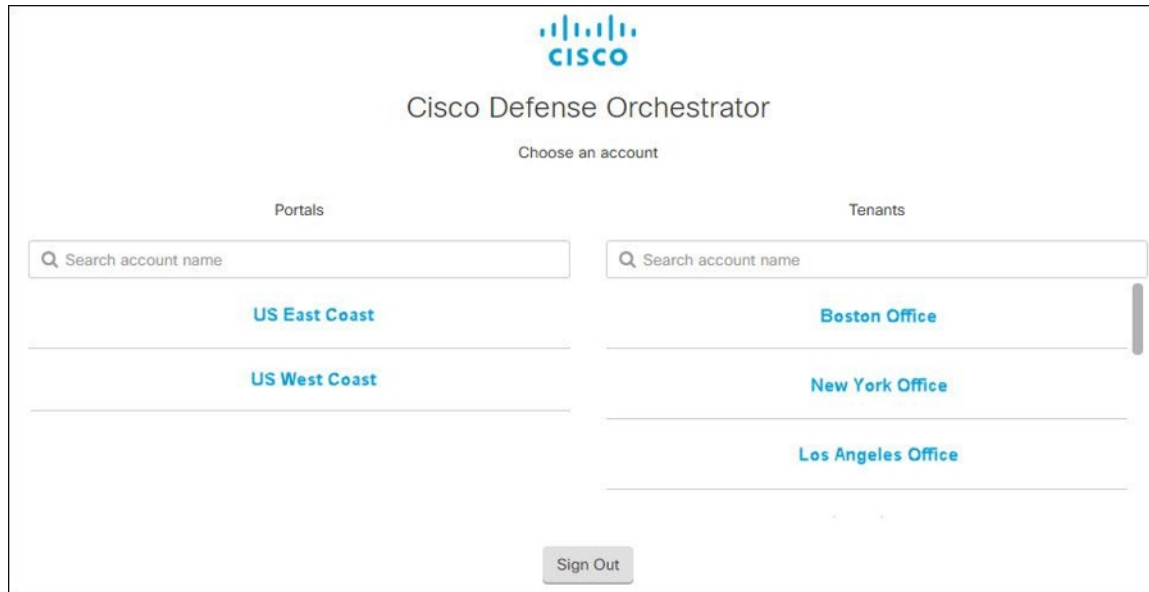 CISCO
Cisco Defense Orchestrator
Choose an account
Portals
Search account name
US East Coast
US West Coast
Tenants
Search account name
Boston Office
New York Office
Los Angeles Office
Sign Out